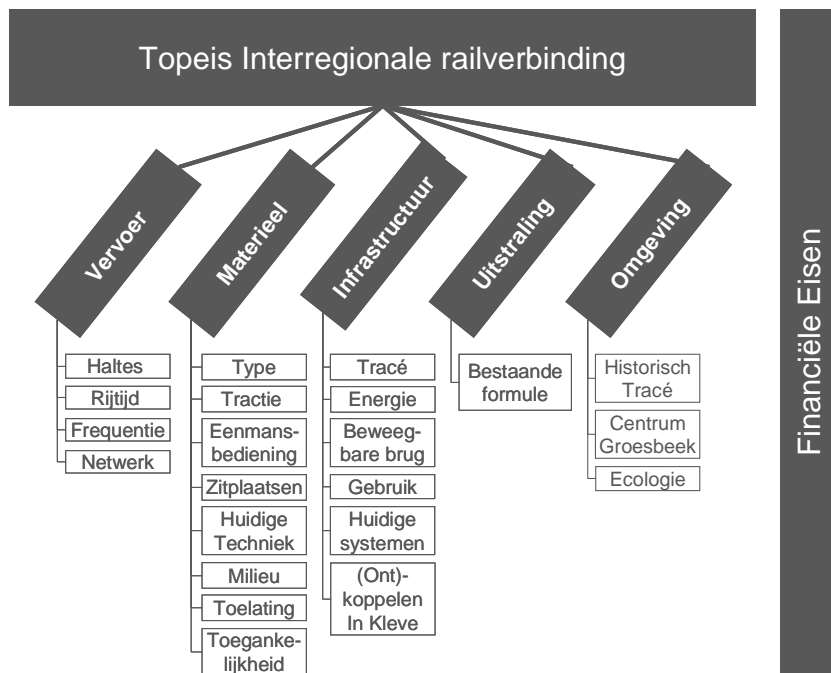 Topeis Interregionale railverbinding
Vervoer
Haltes
Rijtijd
Frequentie
Netwerk
Materieel
Type
Tractie
Eenmans-
bediening
Zitplaatsen
Huidige
Techniek
Milieu
Toelating
Toeganke-
lijkheid
Infrastructuur
Tracé
Energie
Beweeg-
bare brug
Gebruik
Huidige
systemen
(Ont)-
koppelen
In Kleve
Uitstraling
Bestaande
formule
Omgeving
Historisch
Tracé
Centrum
Groesbeek
Ecologie
Financiële Eisen